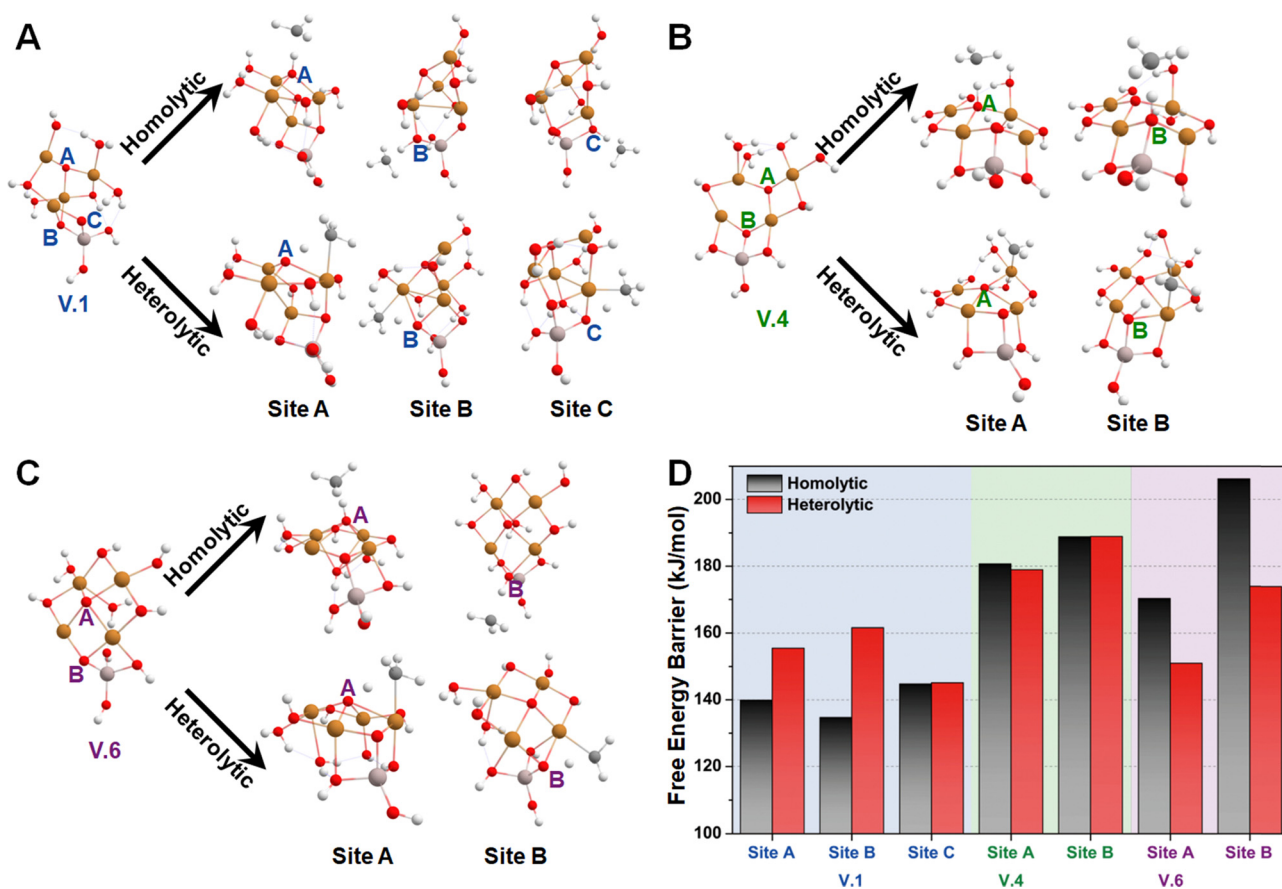 A
Homolytic
Heterolytic
A
B
C
V.1
A
B
C
A
B
C
Site A
Site B
Site C
B
Homolytic
Heterolytic
A
B
V.4
A
B
A
B
Site A
Site B
C
Homolytic
Heterolytic
A
B
V.6
A
B
A
B
Site A
Site B
D
Homolytic
Heterolytic
Free Energy Barrier (kJ/mol)
200
180
160
140
120
100
Site A Site B Site C Site A Site B Site A Site B
V.1 V.4 V.6